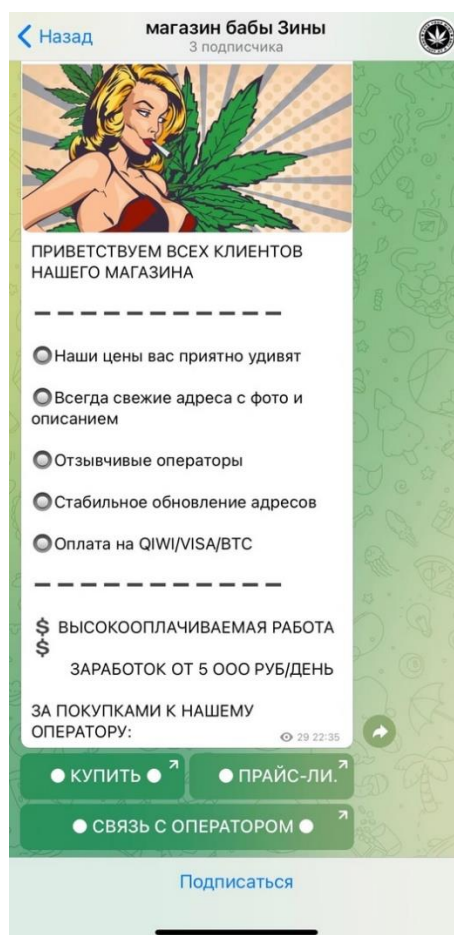 Назад
магазин бабы Зины
3 подписчика
ПРИВЕТСТВУЕМ ВСЕХ КЛИЕНТОВ
НАШЕГО МАГАЗИНА
Наши цены вас приятно удивят
Всегда свежие адреса с фото и
описанием
Отзывчивые операторы
Стабильное обновление адресов
Оплата на QIWI/VISA/BTC
$ ВЫСОКООПЛАЧИВАЕМАЯ РАБОТА
$
ЗАРАБОТОК ОТ 5 000 РУБ/ДЕНЬ
ЗА ПОКУПКАМИ К НАШЕМУ
ОПЕРАТОРУ:
29 22:35
КУПИТЬ
ПРАЙС-ЛИ.
СВЯЗЬ С ОПЕРАТОРОМ
Подписаться